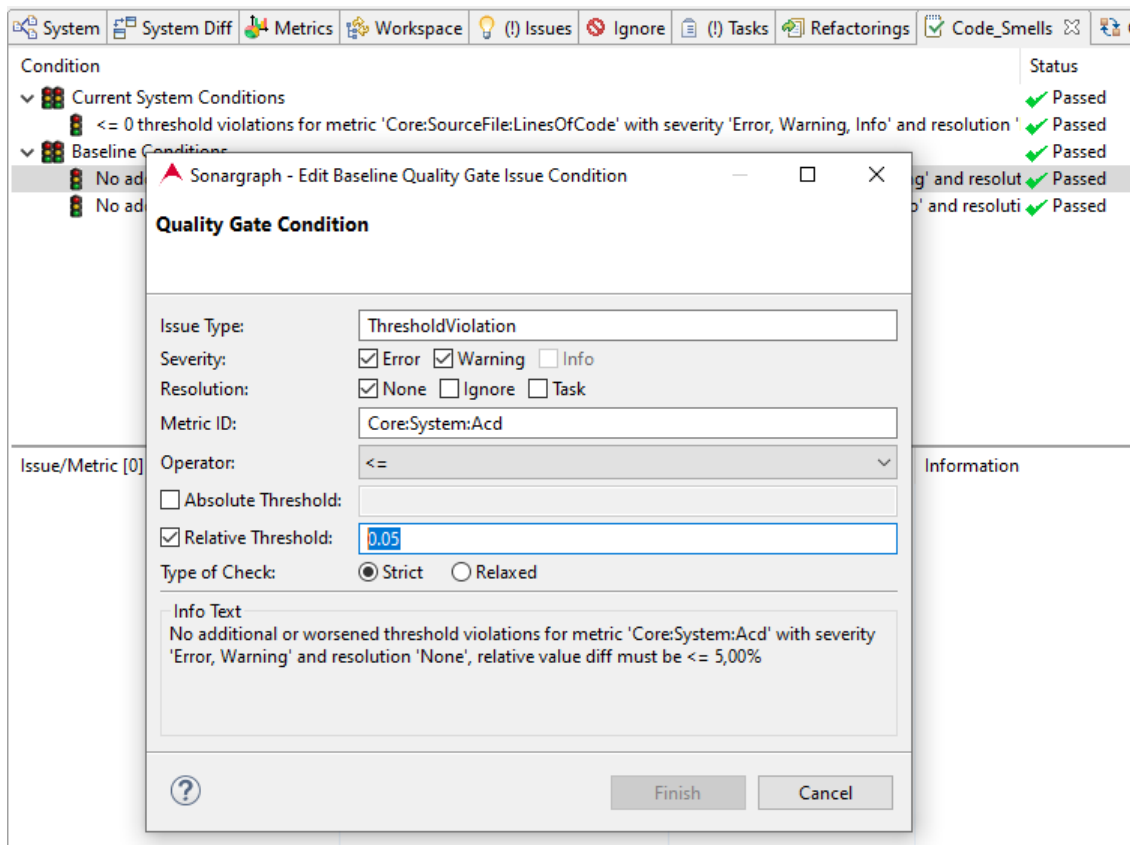 System System Diff Metrics Workspace (!) Issues Ignore (!) Tasks Refactorings Code_Smells
Condition Status
Current System Conditions Passed
<= 0 threshold violations for metric 'Core:SourceFile:LinesOfCode' with severity 'Error, Warning, Info' and resolution ' Passed
Baseline Conditions Passed
No ad g' and resolut Passed
No ad o' and resoluti Passed
Sonargraph - Edit Baseline Quality Gate Issue Condition
Quality Gate Condition
Issue Type: ThresholdViolation
Severity: Error Warning Info
Resolution: None Ignore Task
Metric ID: Core:System:Acd
Issue/Metric [0] Operator: <= Information
Absolute Threshold:
Relative Threshold: 0.05
Type of Check: Strict Relaxed
Info Text
No additional or worsened threshold violations for metric 'Core:System:Acd' with severity
'Error, Warning' and resolution 'None', relative value diff must be <= 5,00%
? Finish Cancel